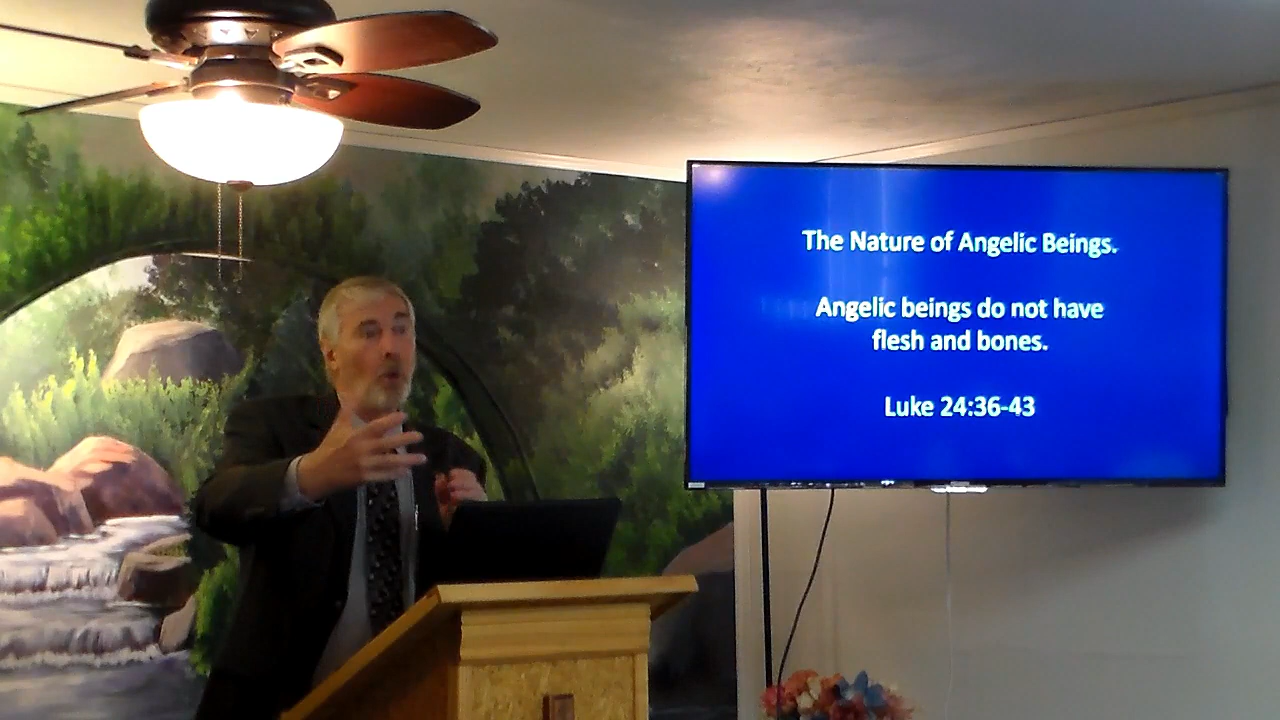 The Nature of Angelic Beings.
Angelic beings do not have
flesh and bones.
Luke 24:36-43